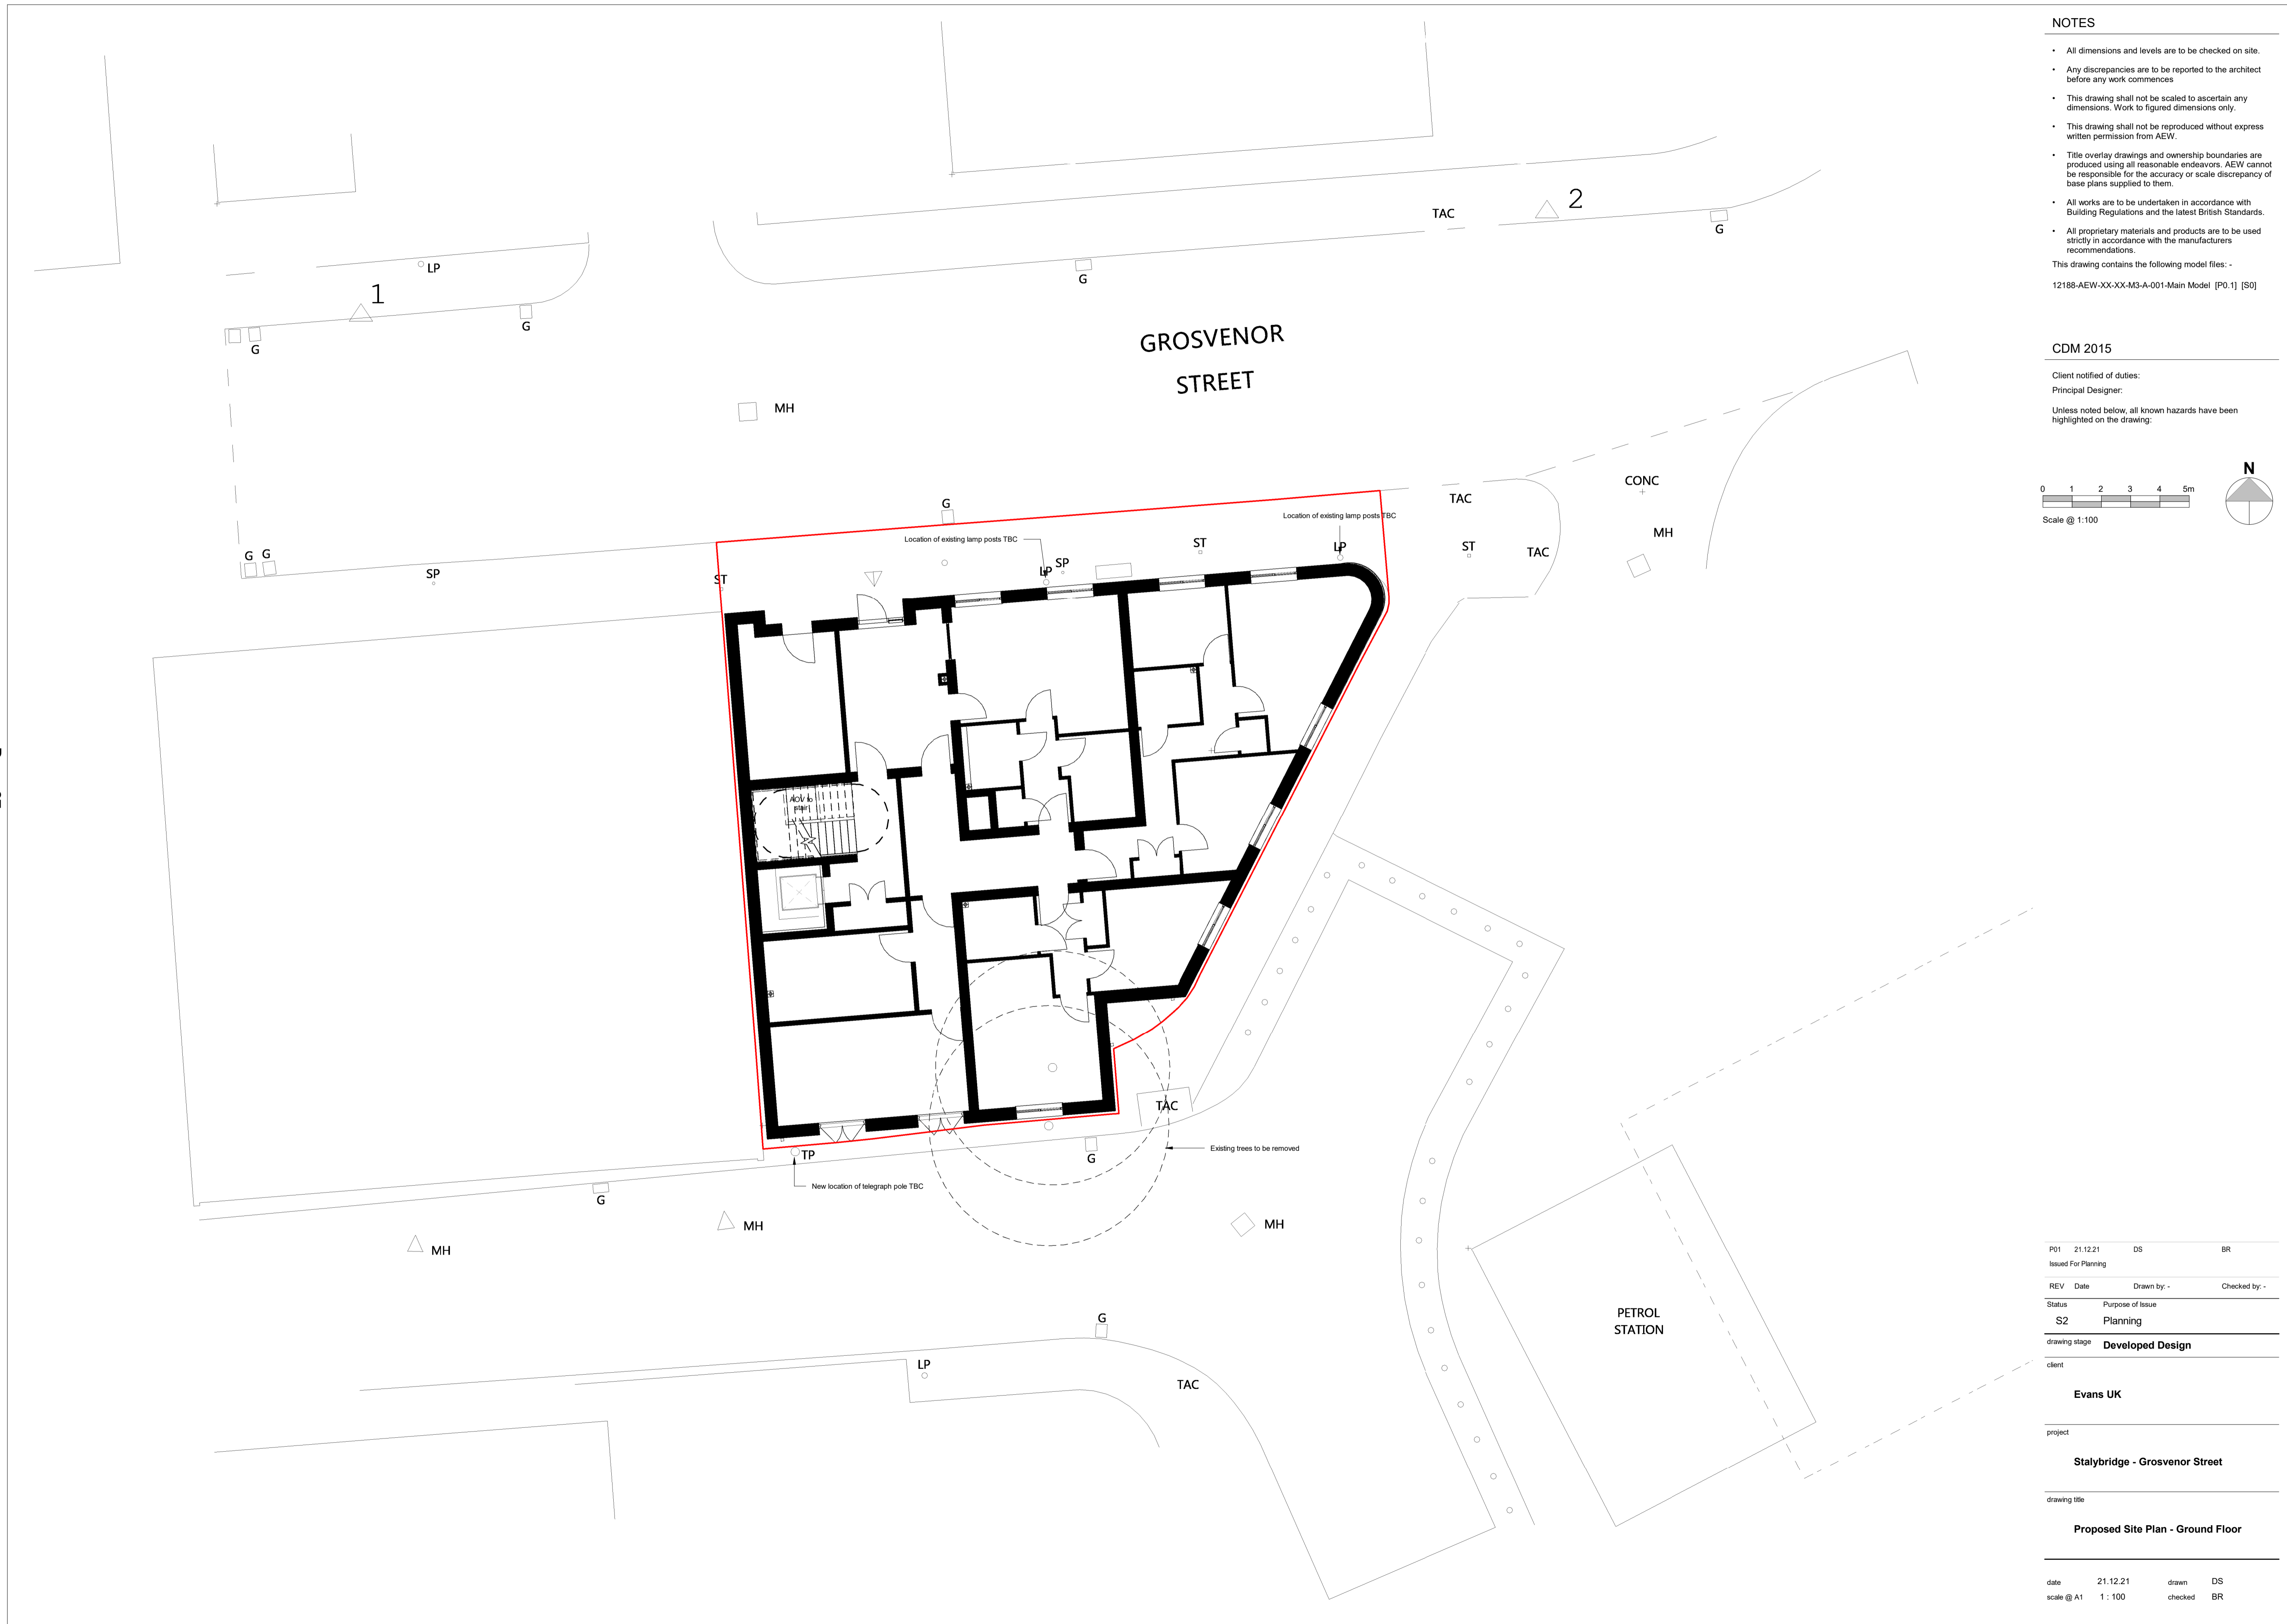 NOTES
• All dimensions and levels are to be checked on site.
• Any discrepancies are to be reported to the architect
before any work commences
• This drawing shall not be scaled to ascertain any
dimensions. Work to figured dimensions only.
• This drawing shall not be reproduced without express
written permission from AEW.
• Title overlay drawings and ownership boundaries are
produced using all reasonable endeavors. AEW cannot
be responsible for the accuracy or scale discrepancy of
base plans supplied to them.
• All works are to be undertaken in accordance with
Building Regulations and the latest British Standards.
• All proprietary materials and products are to be used
strictly in accordance with the manufacturers
recommendations.
This drawing contains the following model files: -
12188-AEW-XX-XX-M3-A-001-Main Model [P0.1] [S0]
CDM 2015
Client notified of duties:
Principal Designer:
Unless noted below, all known hazards have been
highlighted on the drawing:
N
0 1 2 3 4 5m
Scale @ 1:100
2
TAC
G
LP
G
1
G
G
GROSVENOR
STREET
MH
CONC
TAC
G
Location of existing lamp posts TBC
MH
Location of existing lamp posts TBC
ST
LP
ST
TAC
G G
SP
LP
SP
ST
AOV to
stair
TAC
Existing trees to be removed
TP
G
New location of telegraph pole TBC
G
MH
MH
MH
PETROL
STATION
G
LP
TAC
P01 21.12.21 DS BR
Issued For Planning
REV Date Drawn by: - Checked by: -
Status Purpose of Issue
S2 Planning
drawing stage Developed Design
client
Evans UK
project
Stalybridge - Grosvenor Street
drawing title
Proposed Site Plan - Ground Floor
date 21.12.21 drawn DS
scale @ A1 1 : 100 checked BR